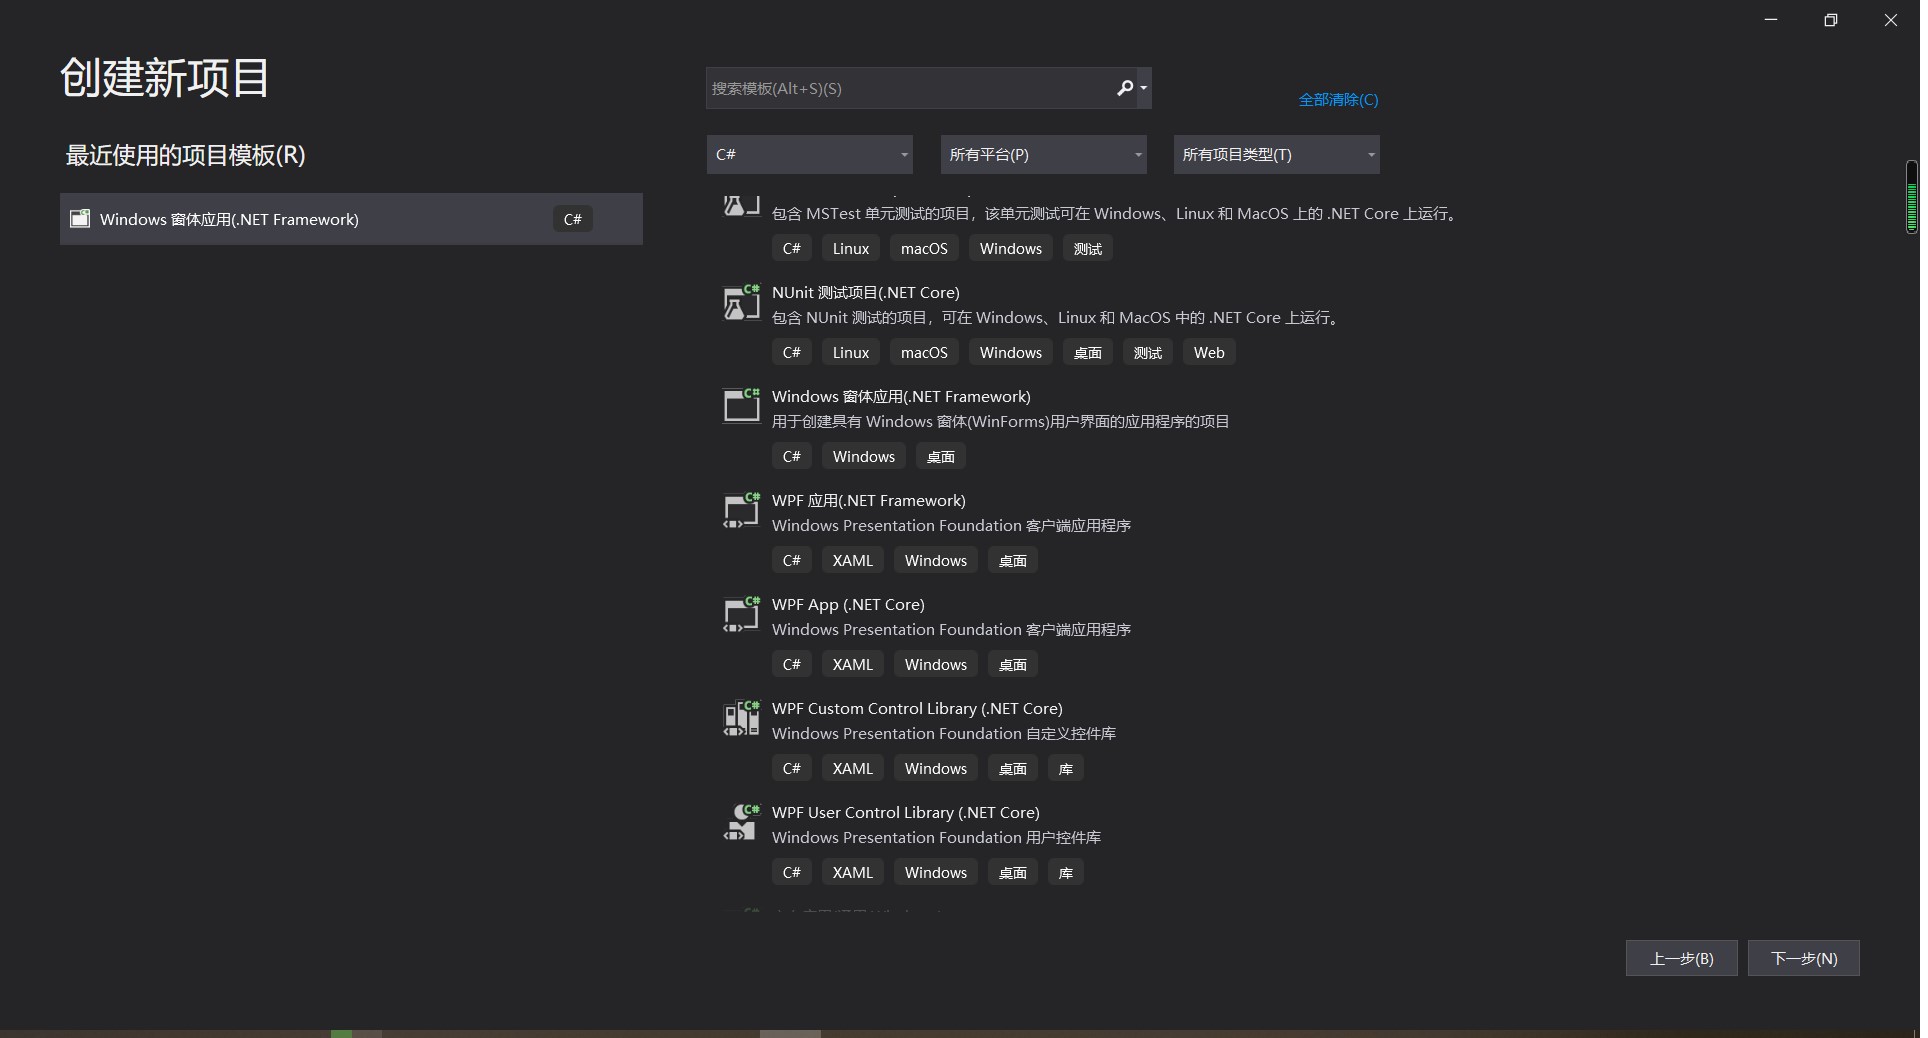 创建新项目
最近使用的项目模板(R)
Windows 窗体应用(.NET Framework)
C#
搜索模板(Alt+S)(S)
全部清除(C)
C#
所有平台(P)
所有项目类型(T)
包含 MSTest 单元测试的项目，该单元测试可在 Windows、Linux 和 MacOS 上的 .NET Core 上运行。
C# Linux macOS Windows 测试
NUnit 测试项目(.NET Core)
包含 NUnit 测试的项目，可在 Windows、Linux 和 MacOS 中的 .NET Core 上运行。
C# Linux macOS Windows 桌面 测试 Web
Windows 窗体应用(.NET Framework)
用于创建具有 Windows 窗体(WinForms)用户界面的应用程序的项目
C# Windows 桌面
WPF 应用(.NET Framework)
Windows Presentation Foundation 客户端应用程序
C# XAML Windows 桌面
WPF App (.NET Core)
Windows Presentation Foundation 客户端应用程序
C# XAML Windows 桌面
WPF Custom Control Library (.NET Core)
Windows Presentation Foundation 自定义控件库
C# XAML Windows 桌面 库
WPF User Control Library (.NET Core)
Windows Presentation Foundation 用户控件库
C# XAML Windows 桌面 库
上一步(B)
下一步(N)